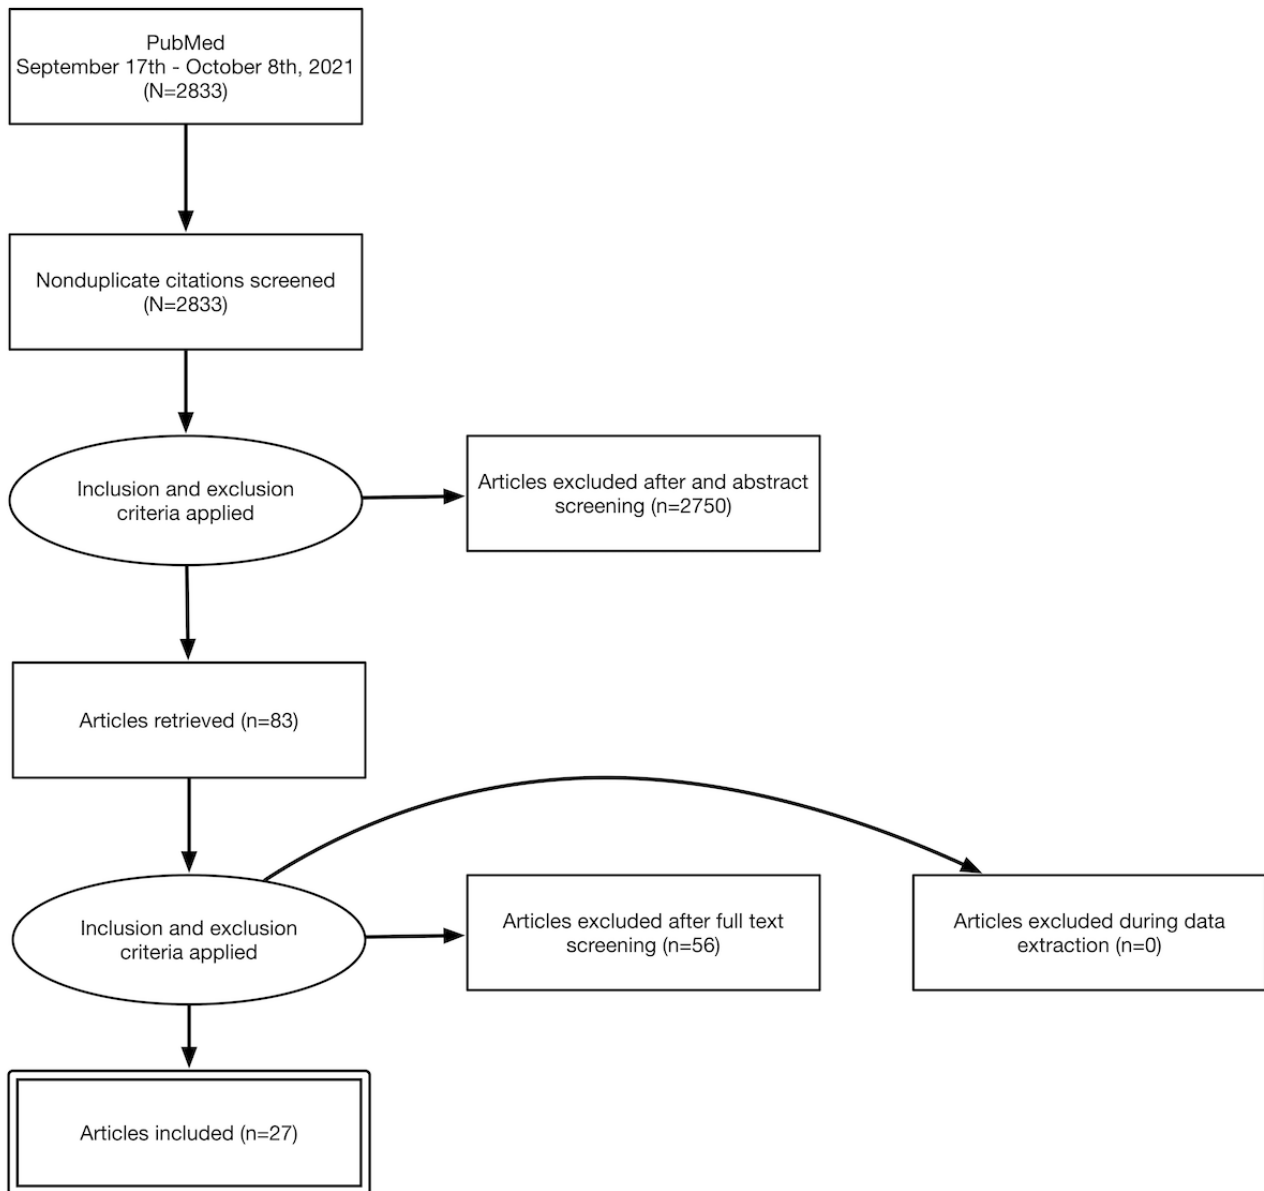 PubMed
September 17th - October 8th, 2021
(N=2833)
Nonduplicate citations screened
(N=2833)
Inclusion and exclusion
criteria applied
Articles excluded after and abstract
screening (n=2750)
Articles retrieved (n=83)
Inclusion and exclusion
criteria applied
Articles excluded after full text
screening (n=56)
Articles excluded during data
extraction (n=0)
Articles included (n=27)